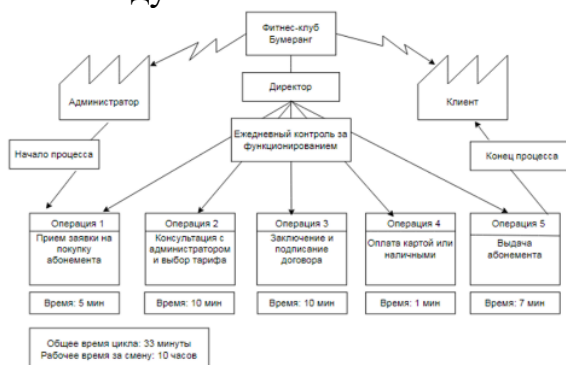 Фитнес-клуб
Бумеранг
Директор
Администратор
Клиент
Ежедневный контроль за
функционированием
Начало процесса
Конец процесса
Операция 1
Прием заявки на
покупку
абонемента
Операция 2
Консультация с
администратором
и выбор тарифа
Операция 3
Заключение и
подписание
договора
Операция 4
Оплата картой или
наличными
Операция 5
Выдача
абонемента
Время: 5 мин
Время: 10 мин
Время: 10 мин
Время: 1 мин
Время: 7 мин
Общее время цикла: 33 минуты
Рабочее время за смену: 10 часов